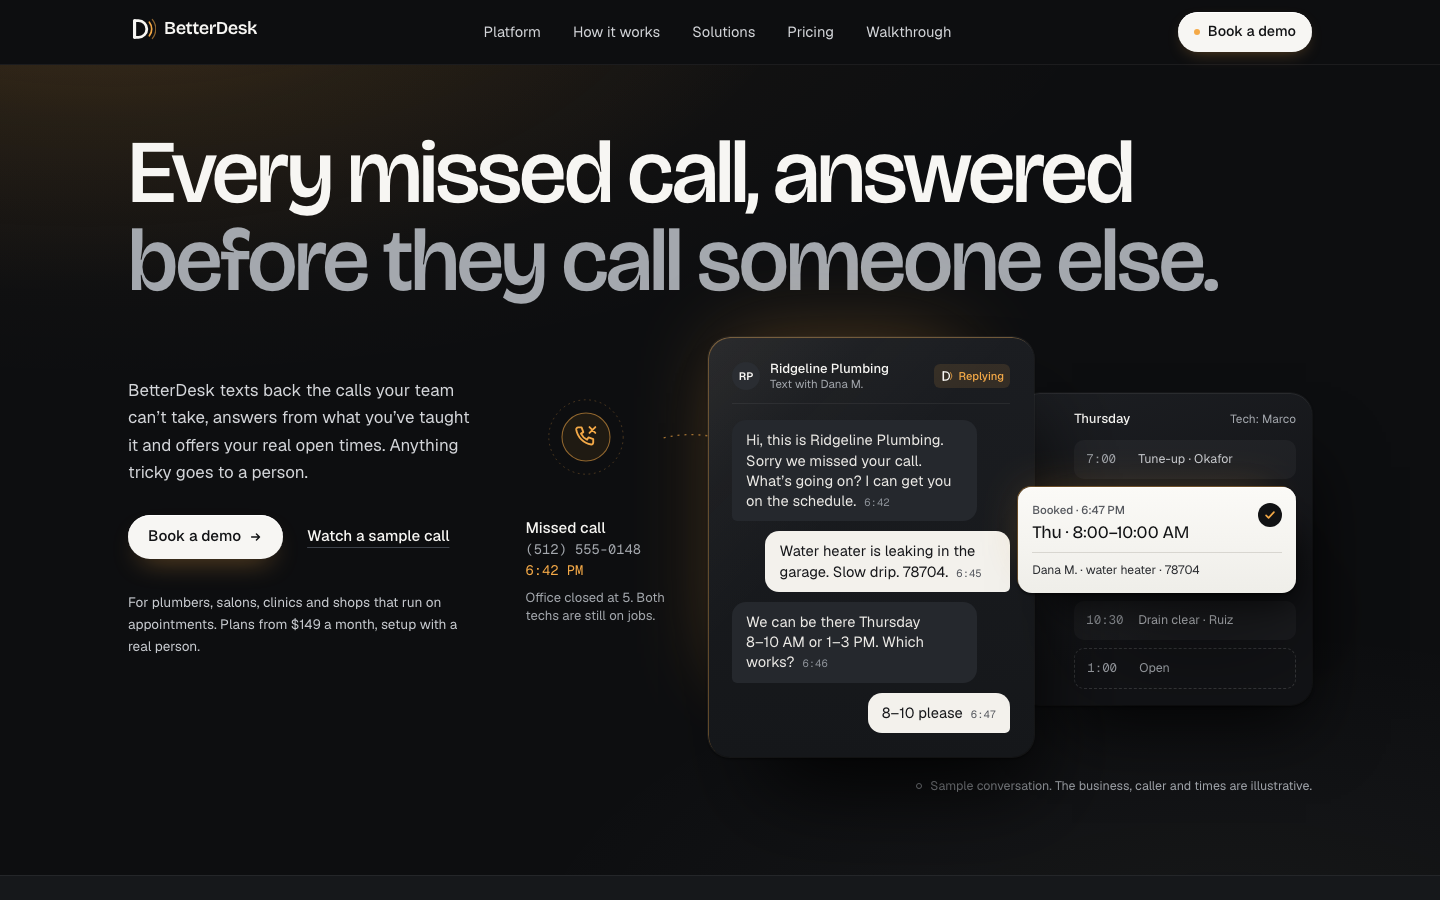 BetterDesk
Platform
How it works
Solutions
Pricing
Walkthrough
Book a demo
Every missed call, answered
before they call someone else.
BetterDesk texts back the calls your team
can’t take, answers from what you’ve taught
it and offers your real open times. Anything
tricky goes to a person.
Book a demo →
Watch a sample call
For plumbers, salons, clinics and shops that run on
appointments. Plans from $149 a month, setup with a
real person.
Missed call
(512) 555-0148
6:42 PM
Office closed at 5. Both
techs are still on jobs.
RP
Ridgeline Plumbing
Text with Dana M.
Replying
Hi, this is Ridgeline Plumbing.
Sorry we missed your call.
What’s going on? I can get you
on the schedule. 6:42
Water heater is leaking in the
garage. Slow drip. 78704. 6:45
We can be there Thursday
8–10 AM or 1–3 PM. Which
works? 6:46
8–10 please 6:47
Thursday
Tech: Marco
7:00 Tune-up · Okafor
Booked · 6:47 PM
Thu · 8:00–10:00 AM
Dana M. · water heater · 78704
10:30 Drain clear · Ruiz
1:00 Open
Sample conversation. The business, caller and times are illustrative.